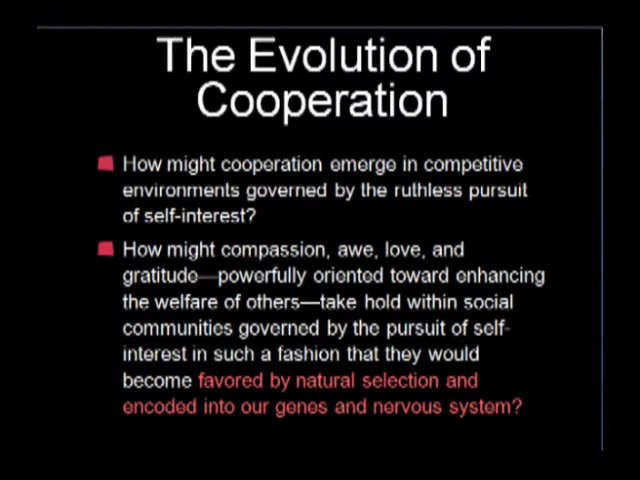 The Evolution of
Cooperation
How might cooperation emerge in competitive
environments governed by the ruthless pursuit
of self-interest?
How might compassion, awe, love, and
gratitude—powerfully oriented toward enhancing
the welfare of others—take hold within social
communities governed by the pursuit of self-
interest in such a fashion that they would
become favored by natural selection and
encoded into our genes and nervous system?